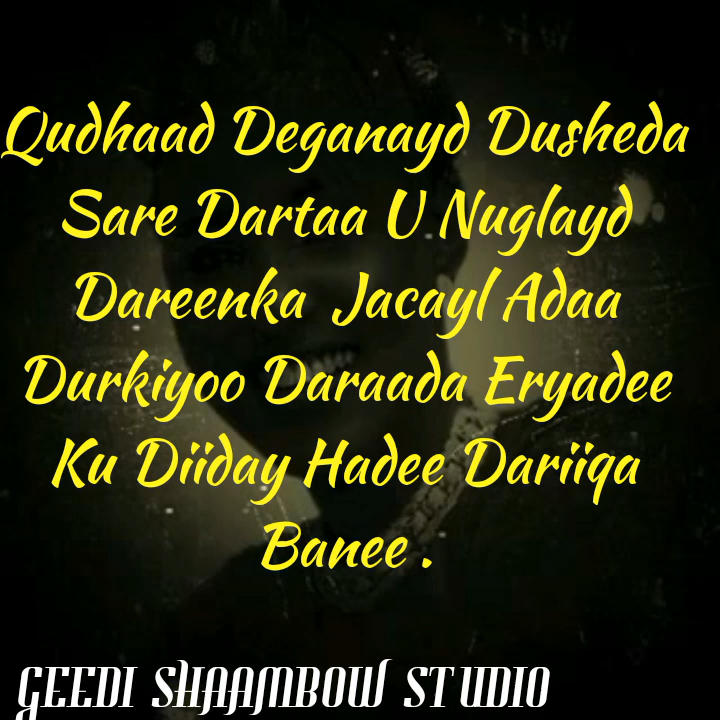 Qudhaad Deganayd Dusheda
Sare Dartaa U Nuglayd
Dareenka Jacayl Adaa
Durkiyoo Daraada Eryadee
Ku Diiday Hadee Dariiqa
Banee .
GEEDI SHAAMBOW STUDIO